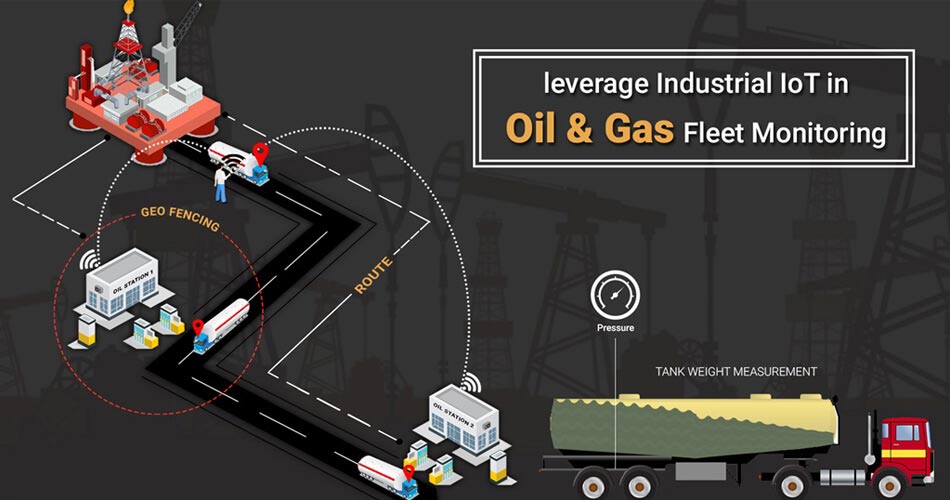 leverage Industrial IoT in
Oil & Gas Fleet Monitoring
GEO FENCING
OIL STATION 1
ROUTE
Pressure
TANK WEIGHT MEASUREMENT
OIL STATION 2